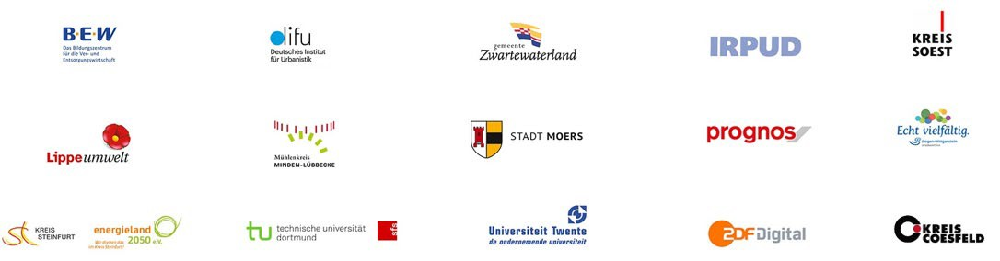 B·E·W
Das Bildungszentrum
für die Ver- und
Entsorgungswirtschaft
difu
Deutsches Institut
für Urbanistik
gemeente
Zwartewaterland
IRPUD
KREIS
SOEST
Lippeumwelt
Mühlenkreis
MINDEN-LÜBBECKE
STADT MOERS
prognos
Echt vielfältig.
Siegen-Wittgenstein
KREIS
STEINFURT
energieland
2050 e.V.
Wir drehen das
im Kreis Steinfurt!
tu technische universität
dortmund
sfs
Universiteit Twente
de ondernemende universiteit
2DF Digital
KREIS
COESFELD